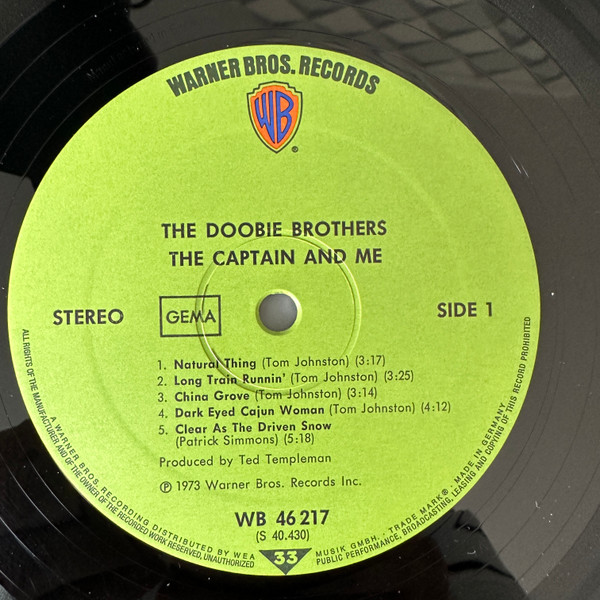 WARNER BROS. RECORDS
WB
®
THE DOOBIE BROTHERS
THE CAPTAIN AND ME
STEREO
GEMA
SIDE 1
1. Natural Thing (Tom Johnston) (3:17)
2. Long Train Runnin' (Tom Johnston) (3:25)
3. China Grove (Tom Johnston) (3:14)
4. Dark Eyed Cajun Woman (Tom Johnston) (4:12)
5. Clear As The Driven Snow
(Patrick Simmons) (5:18)
Produced by Ted Templeman
℗ 1973 Warner Bros. Records Inc.
WB 46 217
(S 40.430)
33
A WARNER BROS. RECORDING DISTRIBUTED BY WEA MUSIK GMBH, · TRADE MARK® · MADE IN GERMANY
ALL RIGHTS OF THE MANUFACTURER AND OF THE OWNER OF THE RECORDED WORK RESERVED, UNAUTHORIZED PUBLIC PERFORMANCE, BROADCASTING, LEASING AND COPYING OF THIS RECORD PROHIBITED